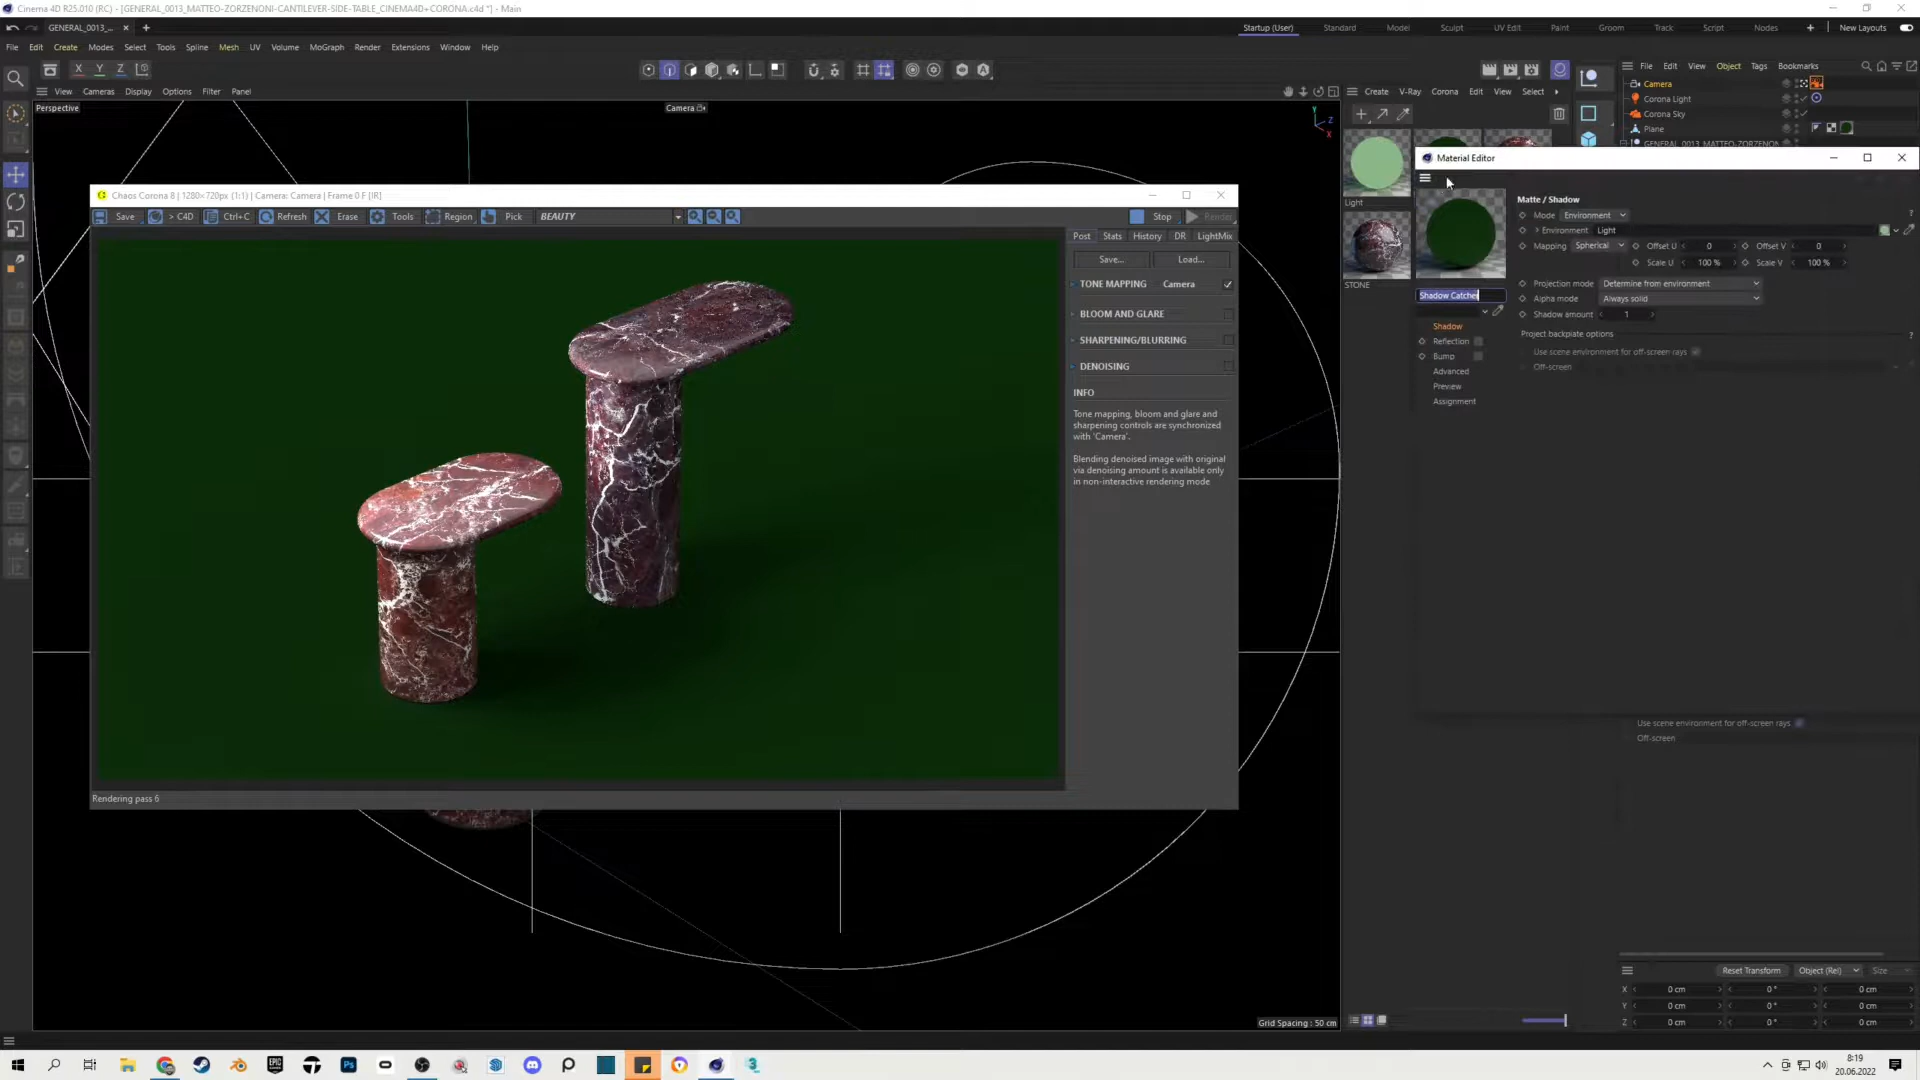 Cinema 4D R25.010 (RC) - [GENERAL_0013_MATTEO-ZORZENONI-CANTILEVER-SIDE-TABLE_CINEMA4D+CORONA.c4d *] - Main
GENERAL_0013_...
Startup (User) Standard Model Sculpt UV Edit Paint Groom Track Script Nodes New Layouts
File Edit Create Modes Select Tools Spline Mesh UV Volume MoGraph Render Extensions Window Help
X Y Z
File Edit View Object Tags Bookmarks
View Cameras Display Options Filter Panel
Create V-Ray Corona Edit View Select
Camera
Corona Light
Corona Sky
Plane
GENERAL_0013_MATTEO-ZORZENON
Perspective
Camera
Y
Z
X
Light
STONE
Chaos Corona 8 | 1280×720px (1:1) | Camera: Camera | Frame 0 F [IR]
Save > C4D Ctrl+C Refresh Erase Tools Region Pick BEAUTY Stop Render
Post Stats History DR LightMix
Save... Load...
TONE MAPPING Camera
BLOOM AND GLARE
SHARPENING/BLURRING
DENOISING
INFO
Tone mapping, bloom and glare and
sharpening controls are synchronized
with 'Camera'.
Blending denoised image with original
via denoising amount is available only
in non-interactive rendering mode
Rendering pass 6
Material Editor
Shadow Catcher
Shadow
Reflection
Bump
Advanced
Preview
Assignment
Matte / Shadow
Mode Environment
> Environment Light
Mapping Spherical Offset U 0 Offset V 0
Scale U 100 % Scale V 100 %
Projection mode Determine from environment
Alpha mode Always solid
Shadow amount 1
Project backplate options
Use scene environment for off-screen rays
Off-screen
Use scene environment for off-screen rays
Off-screen
Reset Transform Object (Rel) Size
X 0 cm 0 ° 0 cm
Y 0 cm 0 ° 0 cm
Z 0 cm 0 ° 0 cm
Grid Spacing : 50 cm
8:19
20.06.2022